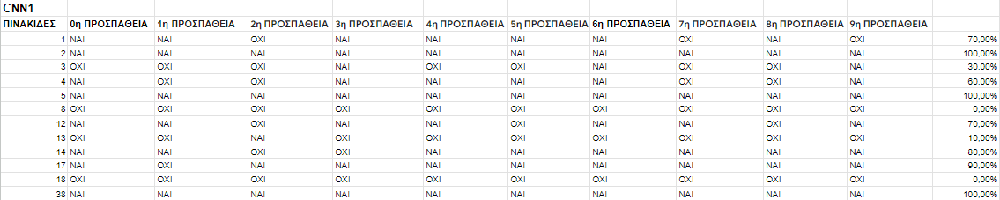 CNN1
ΠΙΝΑΚΙΔΕΣ 0η ΠΡΟΣΠΑΘΕΙΑ 1η ΠΡΟΣΠΑΘΕΙΑ 2η ΠΡΟΣΠΑΘΕΙΑ 3η ΠΡΟΣΠΑΘΕΙΑ 4η ΠΡΟΣΠΑΘΕΙΑ 5η ΠΡΟΣΠΑΘΕΙΑ 6η ΠΡΟΣΠΑΘΕΙΑ 7η ΠΡΟΣΠΑΘΕΙΑ 8η ΠΡΟΣΠΑΘΕΙΑ 9η ΠΡΟΣΠΑΘΕΙΑ
1 ΝΑΙ ΝΑΙ ΟΧΙ ΝΑΙ ΝΑΙ ΝΑΙ ΝΑΙ ΟΧΙ ΝΑΙ ΟΧΙ 70,00%
2 ΝΑΙ ΝΑΙ ΝΑΙ ΝΑΙ ΝΑΙ ΝΑΙ ΝΑΙ ΝΑΙ ΝΑΙ ΝΑΙ 100,00%
3 ΟΧΙ ΟΧΙ ΟΧΙ ΝΑΙ ΟΧΙ ΟΧΙ ΝΑΙ ΟΧΙ ΟΧΙ ΝΑΙ 30,00%
4 ΝΑΙ ΟΧΙ ΟΧΙ ΝΑΙ ΝΑΙ ΝΑΙ ΝΑΙ ΟΧΙ ΟΧΙ ΝΑΙ 60,00%
5 ΝΑΙ ΝΑΙ ΝΑΙ ΝΑΙ ΝΑΙ ΝΑΙ ΝΑΙ ΝΑΙ ΝΑΙ ΝΑΙ 100,00%
8 ΟΧΙ ΟΧΙ ΟΧΙ ΟΧΙ ΟΧΙ ΟΧΙ ΟΧΙ ΟΧΙ ΟΧΙ ΟΧΙ 0,00%
12 ΝΑΙ ΝΑΙ ΟΧΙ ΝΑΙ ΝΑΙ ΟΧΙ ΝΑΙ ΝΑΙ ΟΧΙ ΝΑΙ 70,00%
13 ΟΧΙ ΟΧΙ ΝΑΙ ΟΧΙ ΟΧΙ ΟΧΙ ΟΧΙ ΟΧΙ ΟΧΙ ΟΧΙ 10,00%
14 ΝΑΙ ΝΑΙ ΟΧΙ ΟΧΙ ΝΑΙ ΝΑΙ ΝΑΙ ΝΑΙ ΝΑΙ ΝΑΙ 80,00%
17 ΝΑΙ ΟΧΙ ΝΑΙ ΝΑΙ ΝΑΙ ΝΑΙ ΝΑΙ ΝΑΙ ΝΑΙ ΝΑΙ 90,00%
18 ΟΧΙ ΟΧΙ ΟΧΙ ΟΧΙ ΟΧΙ ΟΧΙ ΟΧΙ ΟΧΙ ΟΧΙ ΟΧΙ 0,00%
38 ΝΑΙ ΝΑΙ ΝΑΙ ΝΑΙ ΝΑΙ ΝΑΙ ΝΑΙ ΝΑΙ ΝΑΙ ΝΑΙ 100,00%